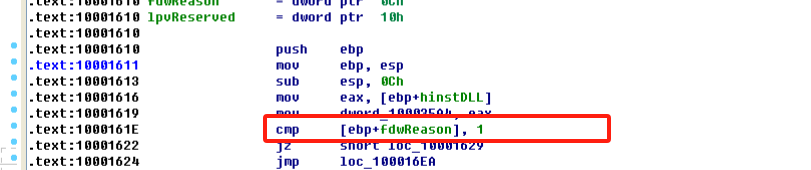 .text:10001610 fdwReason = dword ptr 0Ch
.text:10001610 lpvReserved = dword ptr 10h
.text:10001610
.text:10001610 push ebp
.text:10001611 mov ebp, esp
.text:10001613 sub esp, 0Ch
.text:10001616 mov eax, [ebp+hinstDLL]
.text:10001619 mov dword_100025A4, eax
.text:1000161E cmp [ebp+fdwReason], 1
.text:10001622 jz short loc_10001629
.text:10001624 jmp loc_100016EA